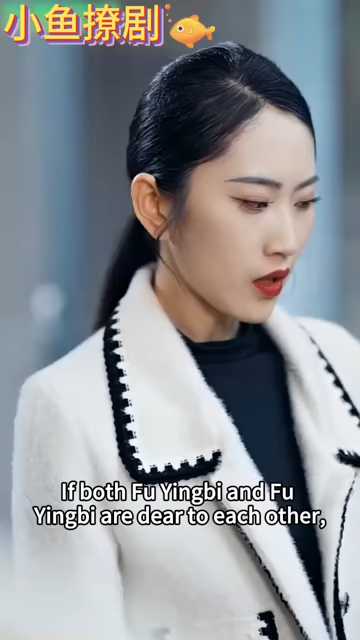 小鱼撩剧
If both Fu Yingbi and Fu
Yingbi are dear to each other,